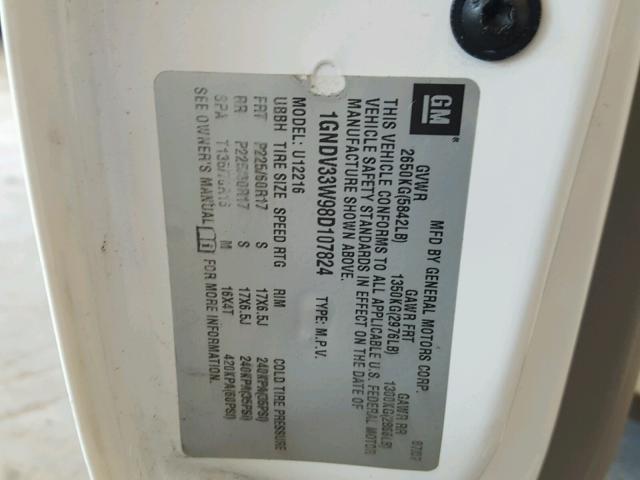 GM
MFD BY GENERAL MOTORS CORP.
GVWR GAWR FRT GAWR RR
2650KG(5842LB) 1350KG(2976LB) 1300KG(2866LB)
THIS VEHICLE CONFORMS TO ALL APPLICABLE U.S. FEDERAL MOTOR
VEHICLE SAFETY STANDARDS IN EFFECT ON THE DATE OF
MANUFACTURE SHOWN ABOVE.
1GNDV33W98D107824 TYPE: M.P.V.
MODEL: U12216
UBBH TIRE SIZE SPEED RTG RIM COLD TIRE PRESSURE
FRT P225/60R17 S 17X6.5J 240KPA(35PSI)
RR P225/60R17 S 17X6.5J 240KPA(35PSI)
SPA T135/70R16 M 16X4T 420KPA(60PSI)
SEE OWNER'S MANUAL FOR MORE INFORMATION.